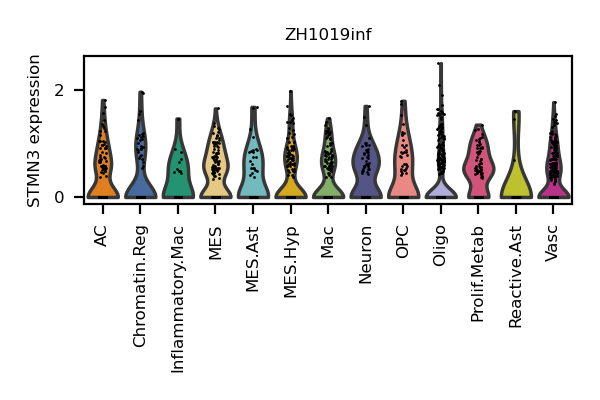 ZH1019inf
STMN3 expression
2
0
AC
Chromatin.Reg
Inflammatory.Mac
MES
MES.Ast
MES.Hyp
Mac
Neuron
OPC
Oligo
Prolif.Metab
Reactive.Ast
Vasc